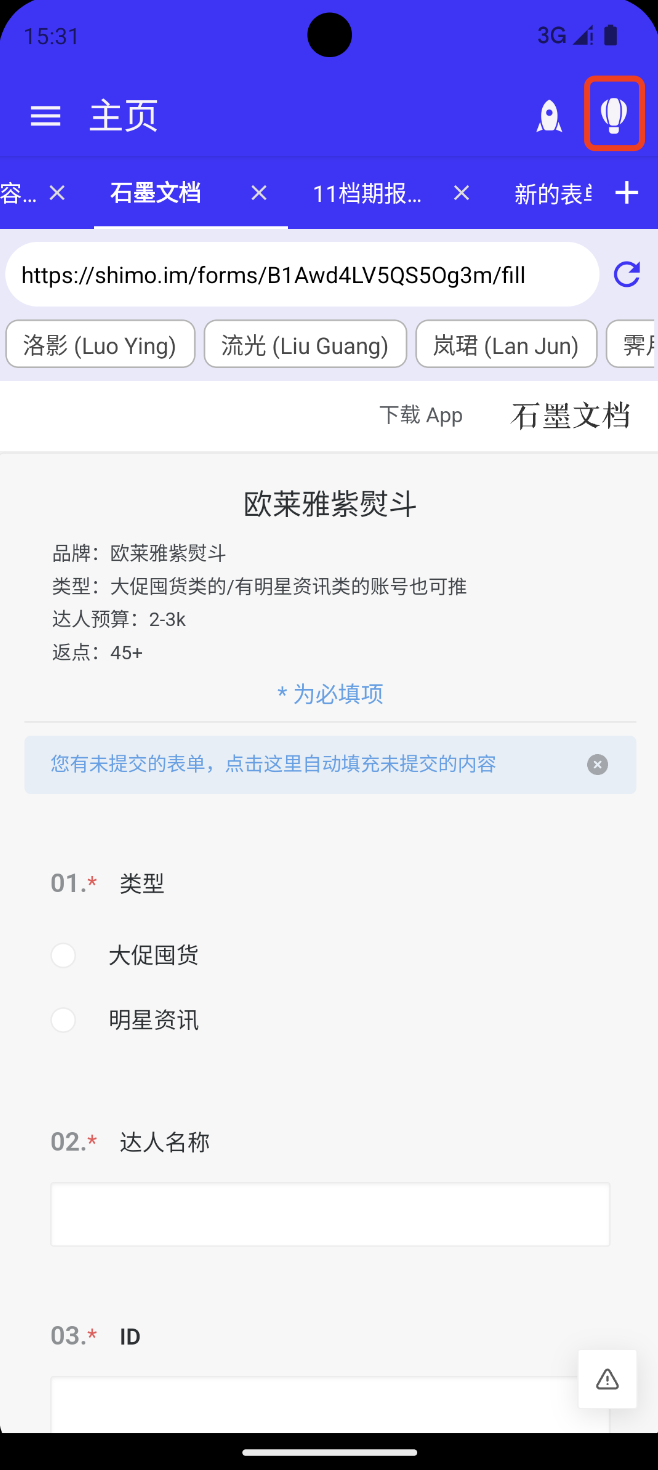 15:31
3G
主页
容...
石墨文档
11档期报...
新的表单
https://shimo.im/forms/B1Awd4LV5QS5Og3m/fill
洛影 (Luo Ying)
流光 (Liu Guang)
岚珺 (Lan Jun)
霁月
下载 App
石墨文档
欧莱雅紫熨斗
品牌：欧莱雅紫熨斗
类型：大促囤货类的/有明星资讯类的账号也可推
达人预算：2-3k
返点：45+
* 为必填项
您有未提交的表单，点击这里自动填充未提交的内容
01.* 类型
大促囤货
明星资讯
02.* 达人名称
03.* ID